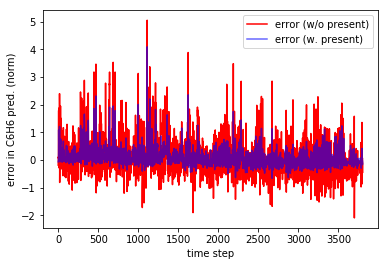 error (w/o present)
error (w. present)
error in C6H6 pred. (norm)
5
4
3
2
1
0
−1
−2
0 500 1000 1500 2000 2500 3000 3500
time step